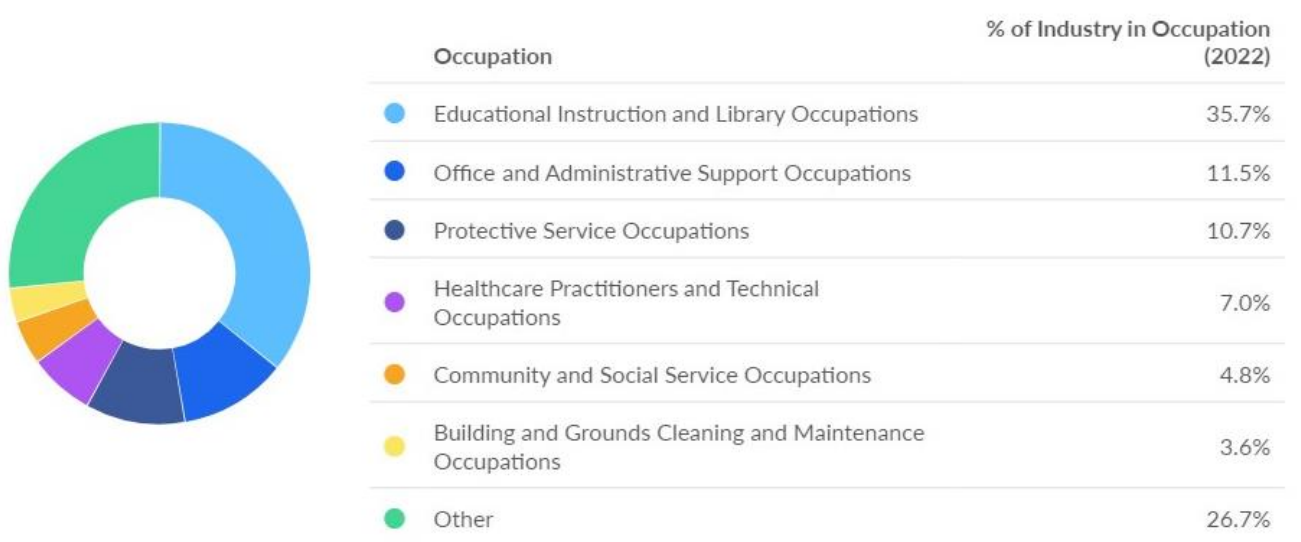 % of Industry in Occupation
Occupation (2022)
Educational Instruction and Library Occupations 35.7%
Office and Administrative Support Occupations 11.5%
Protective Service Occupations 10.7%
Healthcare Practitioners and Technical
Occupations 7.0%
Community and Social Service Occupations 4.8%
Building and Grounds Cleaning and Maintenance
Occupations 3.6%
Other 26.7%